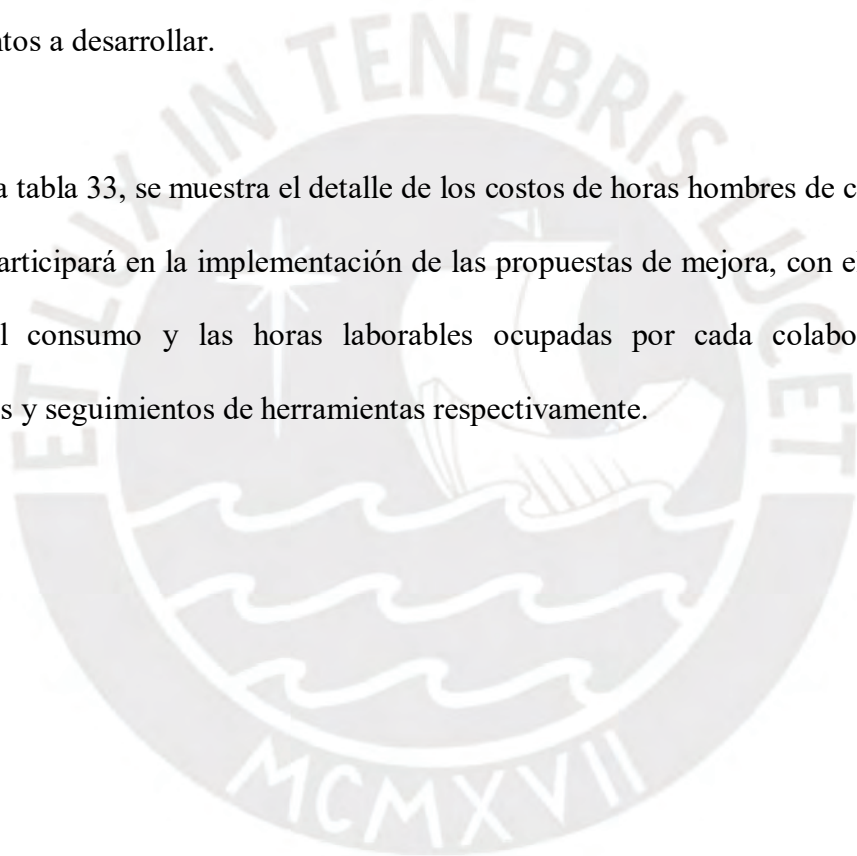 ntos a desarrollar.
a tabla 33, se muestra el detalle de los costos de horas hombres de c
articipará en la implementación de las propuestas de mejora, con e
l consumo y las horas laborables ocupadas por cada colabo
s y seguimientos de herramientas respectivamente.
ET LUX IN TENEBRIS LUCET
MCMXVII